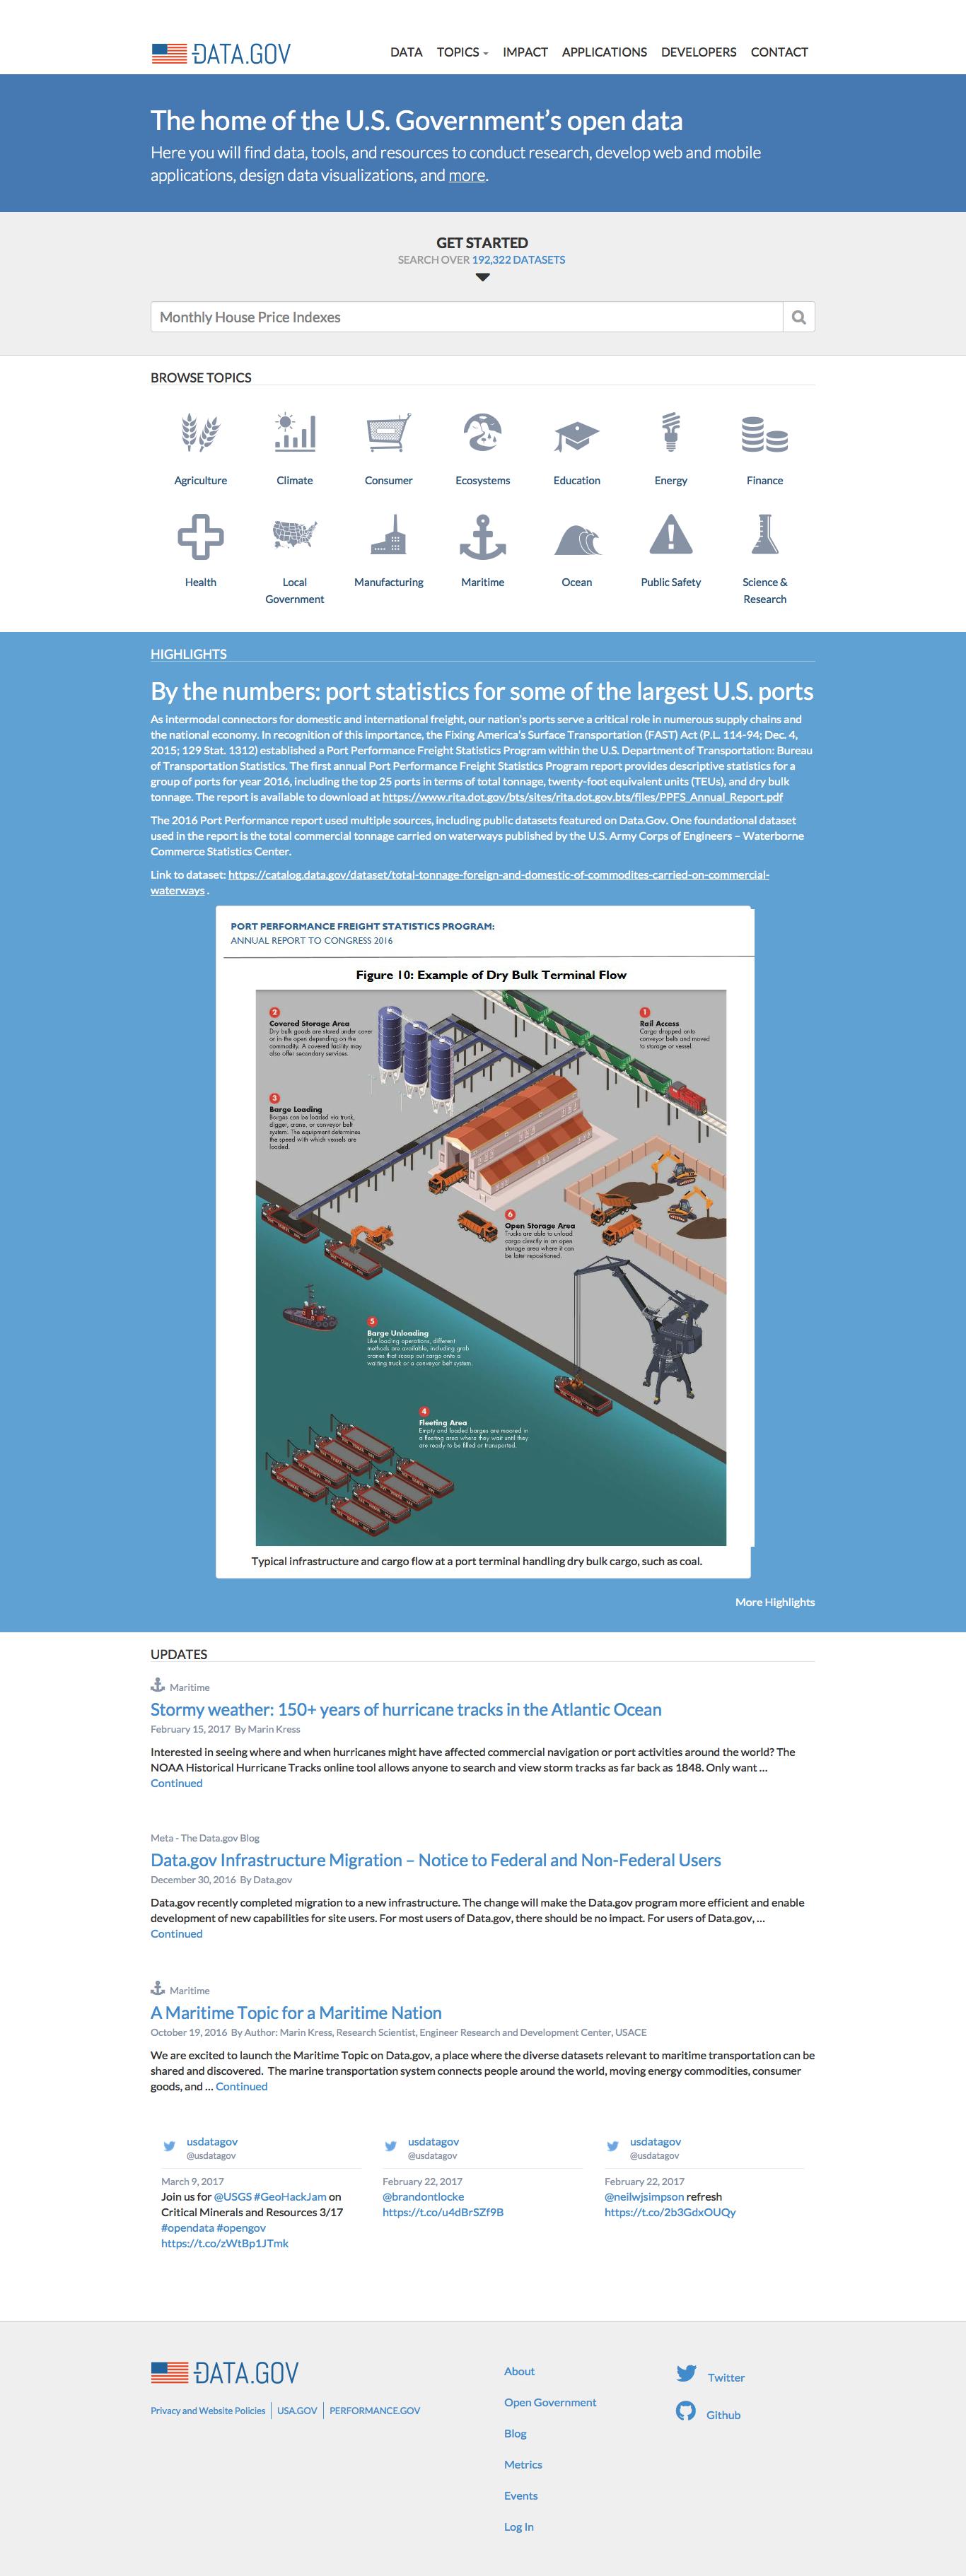 DATA.GOV
DATA TOPICS IMPACT APPLICATIONS DEVELOPERS CONTACT
The home of the U.S. Government’s open data
Here you will find data, tools, and resources to conduct research, develop web and mobile
applications, design data visualizations, and more.
GET STARTED
SEARCH OVER 192,322 DATASETS
Monthly House Price Indexes
BROWSE TOPICS
Agriculture Climate Consumer Ecosystems Education Energy Finance
Health Local Government Manufacturing Maritime Ocean Public Safety Science & Research
HIGHLIGHTS
By the numbers: port statistics for some of the largest U.S. ports
As intermodal connectors for domestic and international freight, our nation’s ports serve a critical role in numerous supply chains and
the national economy. In recognition of this importance, the Fixing America’s Surface Transportation (FAST) Act (P.L. 114-94; Dec. 4,
2015; 129 Stat. 1312) established a Port Performance Freight Statistics Program within the U.S. Department of Transportation: Bureau
of Transportation Statistics. The first annual Port Performance Freight Statistics Program report provides descriptive statistics for a
group of ports for year 2016, including the top 25 ports in terms of total tonnage, twenty-foot equivalent units (TEUs), and dry bulk
tonnage. The report is available to download at https://www.rita.dot.gov/bts/sites/rita.dot.gov.bts/files/PPFS_Annual_Report.pdf
The 2016 Port Performance report used multiple sources, including public datasets featured on Data.Gov. One foundational dataset
used in the report is the total commercial tonnage carried on waterways published by the U.S. Army Corps of Engineers – Waterborne
Commerce Statistics Center.
Link to dataset: https://catalog.data.gov/dataset/total-tonnage-foreign-and-domestic-of-commodites-carried-on-commercial-
waterways .
PORT PERFORMANCE FREIGHT STATISTICS PROGRAM:
ANNUAL REPORT TO CONGRESS 2016
Figure 10: Example of Dry Bulk Terminal Flow
2
Covered Storage Area
Dry bulk goods are stored under cover
or in the open depending on the
commodity. A covered facility may
also offer secondary services.
1
Rail Access
Cargo dropped onto
conveyor belts and moved
to storage or vessel.
3
Barge Loading
Barges can be loaded via truck,
digger, crane, or conveyor belt
system. The equipment determines
the speed with which vessels are
loaded.
6
Open Storage Area
Trucks are able to unload
cargo directly in an open
storage area where it can
be later repositioned.
5
Barge Unloading
Like loading operations, different
methods are available, including grab
cranes that scoop out cargo onto a
waiting truck or a conveyor belt system.
4
Fleeting Area
Empty and loaded barges are moored in
a fleeting area where they wait until they
are ready to be filled or transported.
Typical infrastructure and cargo flow at a port terminal handling dry bulk cargo, such as coal.
More Highlights
UPDATES
Maritime
Stormy weather: 150+ years of hurricane tracks in the Atlantic Ocean
February 15, 2017 By Marin Kress
Interested in seeing where and when hurricanes might have affected commercial navigation or port activities around the world? The
NOAA Historical Hurricane Tracks online tool allows anyone to search and view storm tracks as far back as 1848. Only want ...
Continued
Meta - The Data.gov Blog
Data.gov Infrastructure Migration – Notice to Federal and Non-Federal Users
December 30, 2016 By Data.gov
Data.gov recently completed migration to a new infrastructure. The change will make the Data.gov program more efficient and enable
development of new capabilities for site users. For most users of Data.gov, there should be no impact. For users of Data.gov, ...
Continued
Maritime
A Maritime Topic for a Maritime Nation
October 19, 2016 By Author: Marin Kress, Research Scientist, Engineer Research and Development Center, USACE
We are excited to launch the Maritime Topic on Data.gov, a place where the diverse datasets relevant to maritime transportation can be
shared and discovered. The marine transportation system connects people around the world, moving energy commodities, consumer
goods, and ... Continued
usdatagov
@usdatagov
March 9, 2017
Join us for @USGS #GeoHackJam on
Critical Minerals and Resources 3/17
#opendata #opengov
https://t.co/zWtBp1JTmk
usdatagov
@usdatagov
February 22, 2017
@brandontlocke
https://t.co/u4dBrSZf9B
usdatagov
@usdatagov
February 22, 2017
@neilwjsimpson refresh
https://t.co/2b3GdxOUQy
DATA.GOV
Privacy and Website Policies USA.GOV PERFORMANCE.GOV
About
Open Government
Blog
Metrics
Events
Log In
Twitter
Github